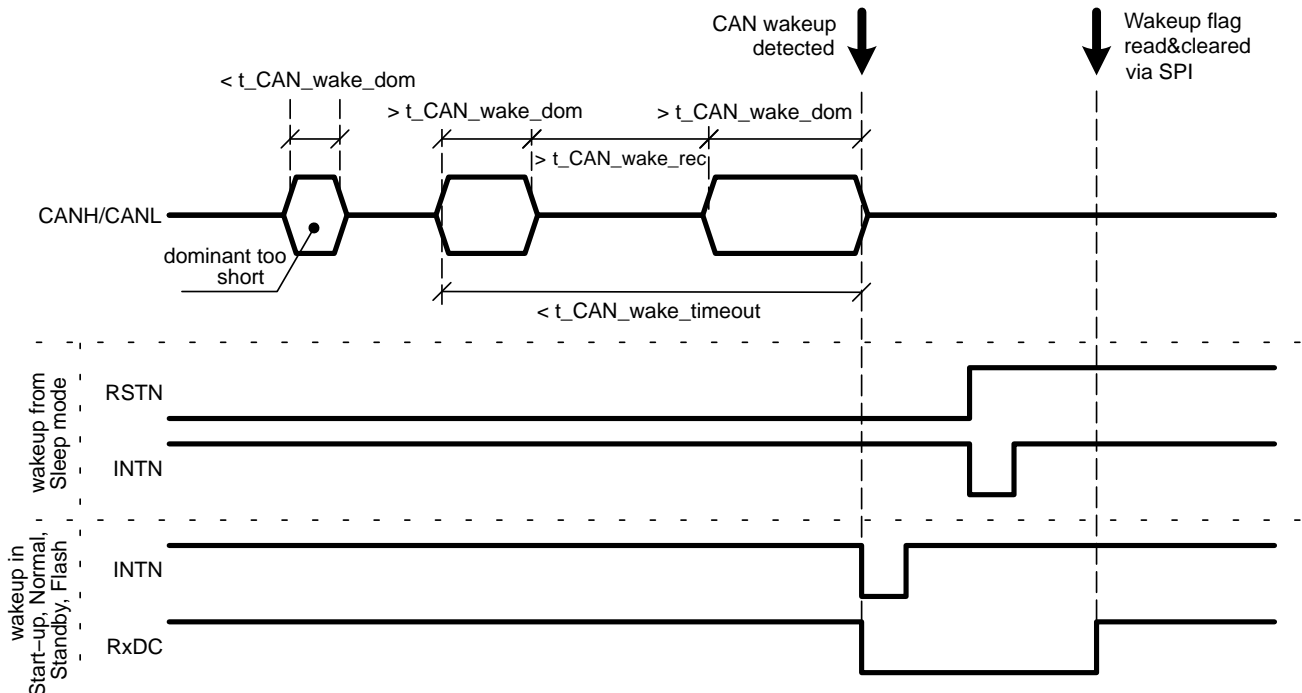 CAN wakeup
detected
Wakeup flag
read&cleared
via SPI
< t_CAN_wake_dom
> t_CAN_wake_dom
> t_CAN_wake_dom
> t_CAN_wake_rec
CANH/CANL
dominant too
short
< t_CAN_wake_timeout
wakeup from
Sleep mode
RSTN
INTN
wakeup in
Start–up, Normal,
Standby, Flash
INTN
RxDC